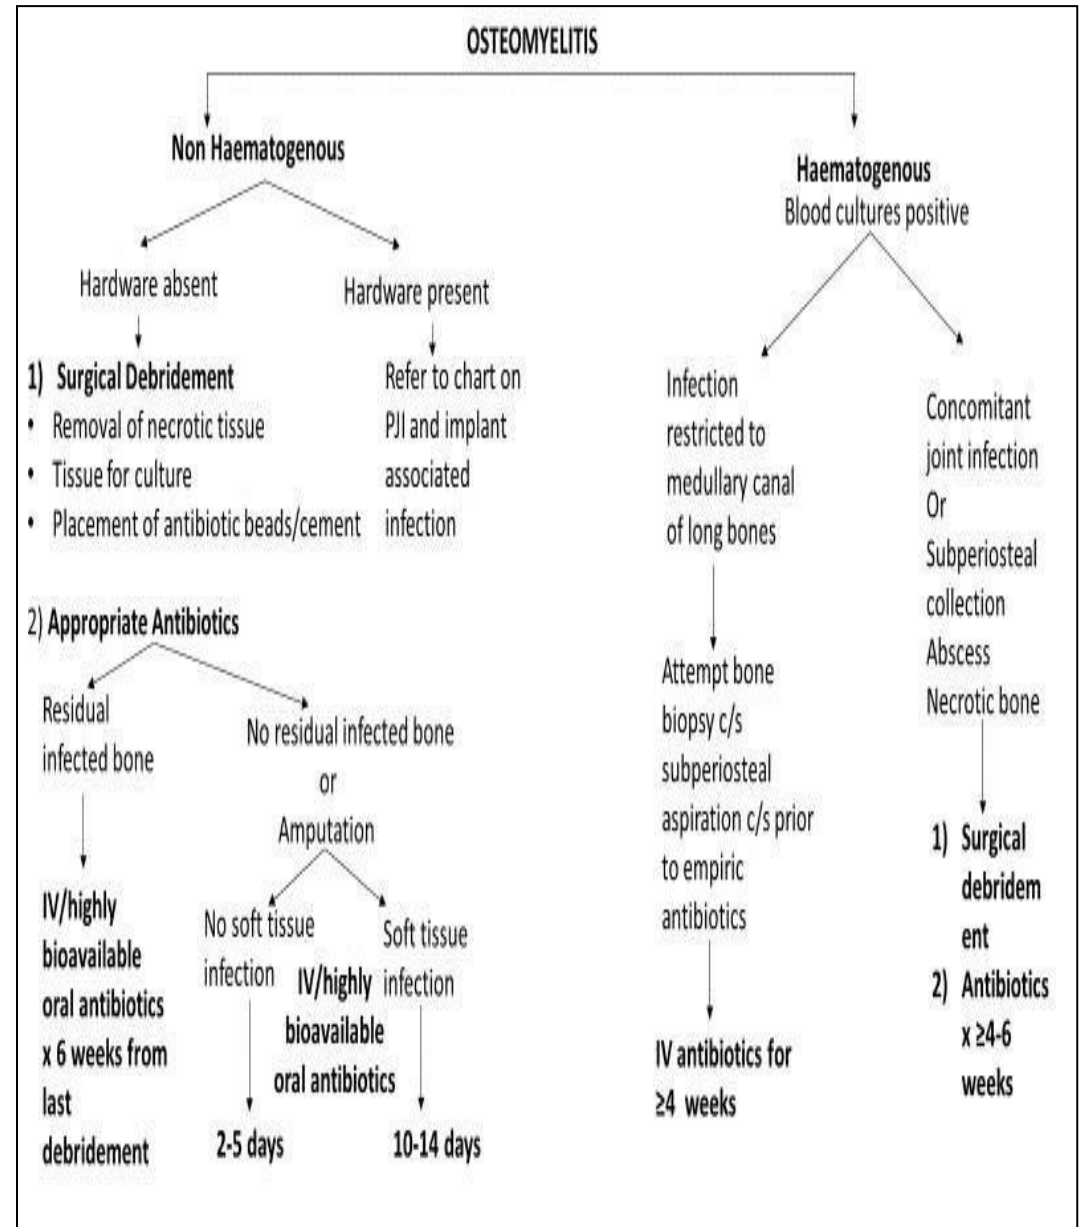 OSTEOMYELITIS
Non Haematogenous
Hardware absent
1) Surgical Debridement
• Removal of necrotic tissue
• Tissue for culture
• Placement of antibiotic beads/cement
Hardware present
Refer to chart on
PJI and implant
associated
infection
2) Appropriate Antibiotics
Residual
infected bone
IV/highly
bioavailable
oral antibiotics
x 6 weeks from
last
debridement
No residual infected bone
or
Amputation
No soft tissue
infection
Soft tissue
infection
IV/highly
bioavailable
oral antibiotics
2-5 days
10-14 days
Haematogenous
Blood cultures positive
Infection
restricted to
medullary canal
of long bones
Attempt bone
biopsy c/s
subperiosteal
aspiration c/s prior
to empiric
antibiotics
IV antibiotics for
≥4 weeks
Concomitant
joint infection
Or
Subperiosteal
collection
Abscess
Necrotic bone
1) Surgical
debridem
ent
2) Antibiotics
x ≥4-6
weeks